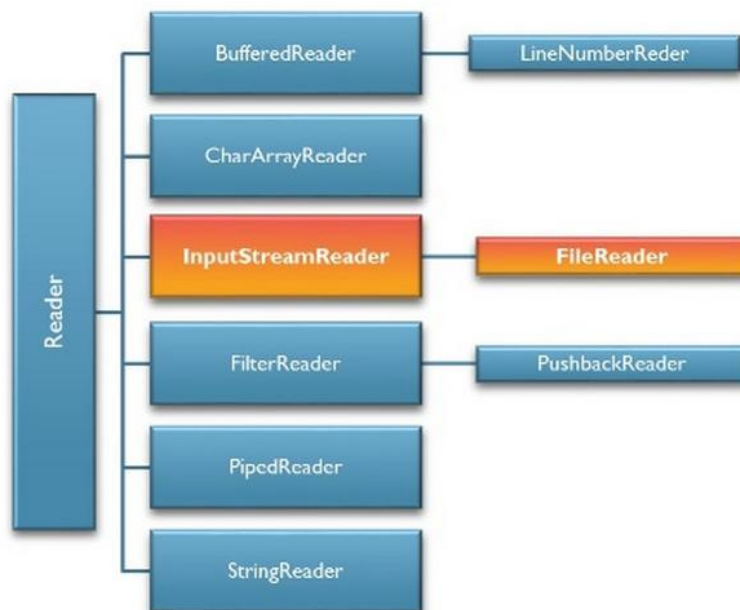 Reader
BufferedReader
LineNumberReder
CharArrayReader
InputStreamReader
FileReader
FilterReader
PushbackReader
PipedReader
StringReader